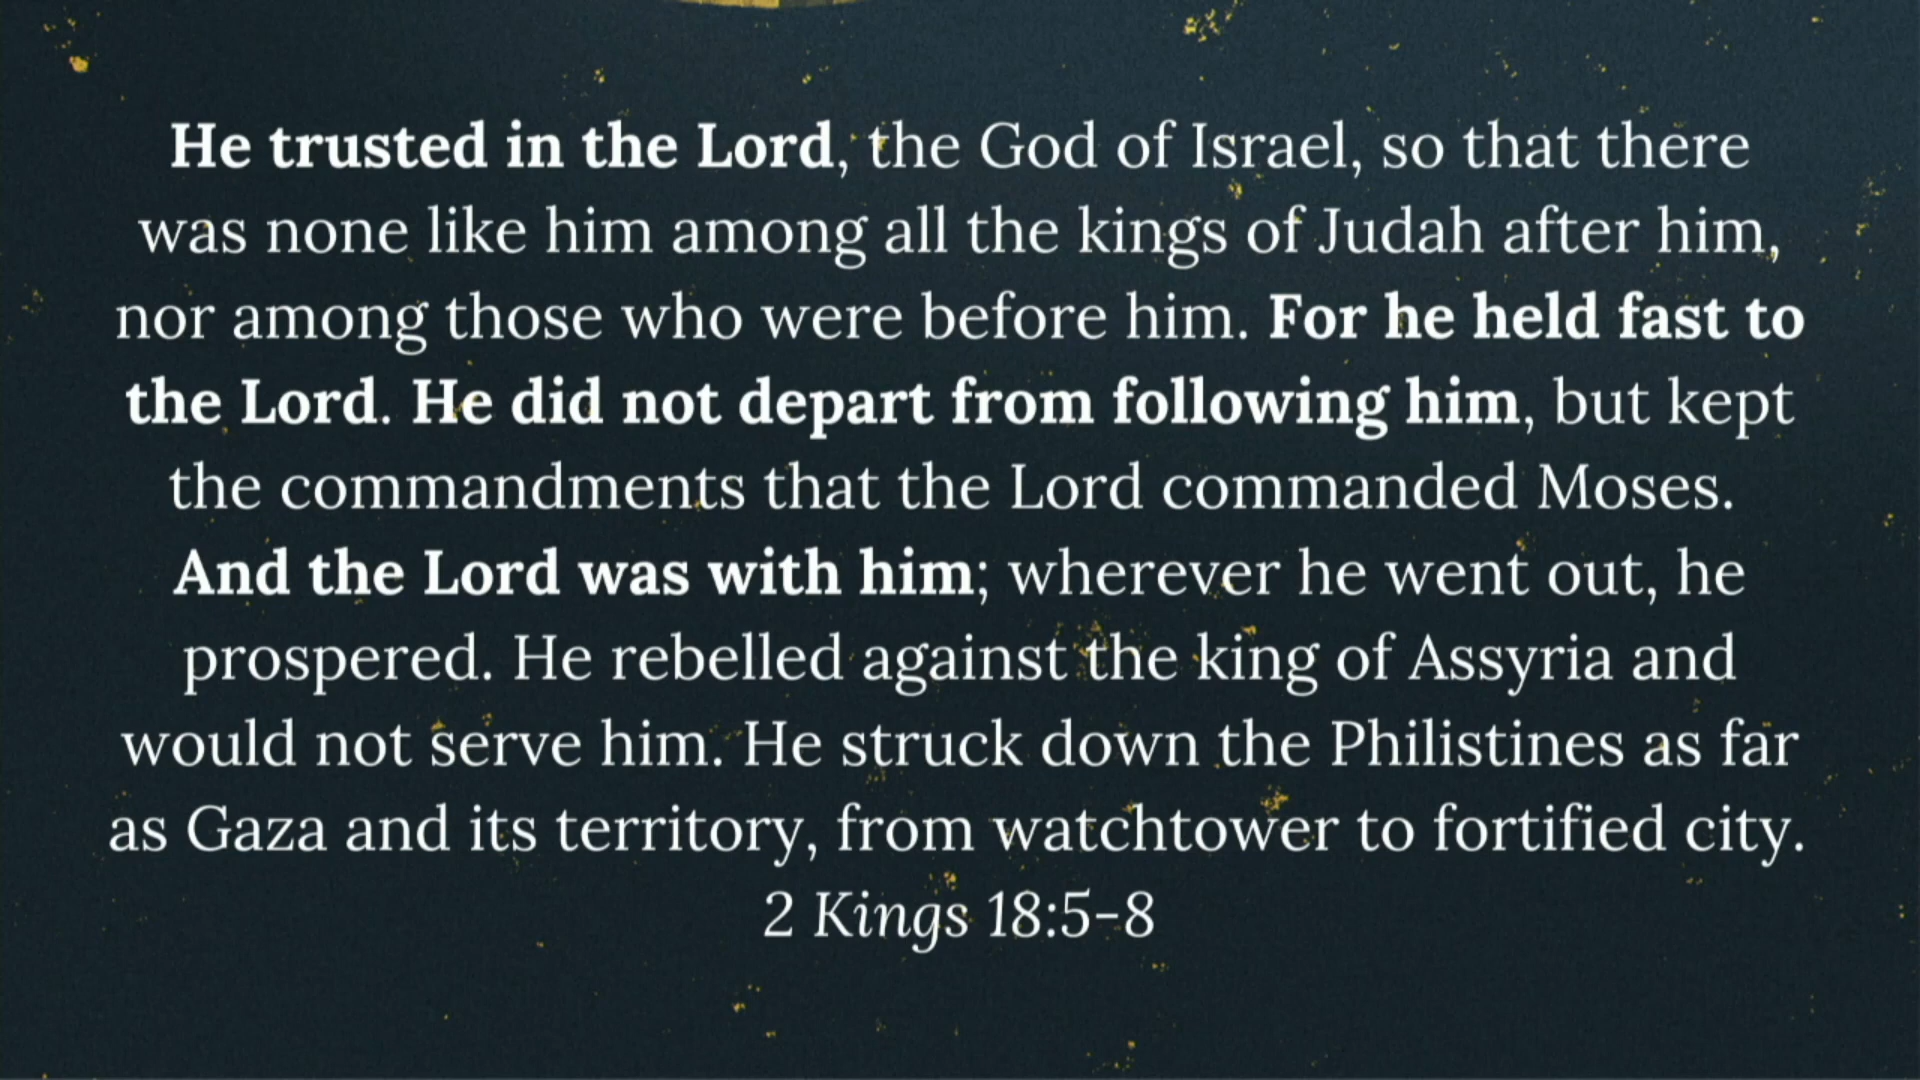 He trusted in the Lord, the God of Israel, so that there
was none like him among all the kings of Judah after him,
nor among those who were before him. For he held fast to
the Lord. He did not depart from following him, but kept
the commandments that the Lord commanded Moses.
And the Lord was with him; wherever he went out, he
prospered. He rebelled against the king of Assyria and
would not serve him. He struck down the Philistines as far
as Gaza and its territory, from watchtower to fortified city.
2 Kings 18:5-8